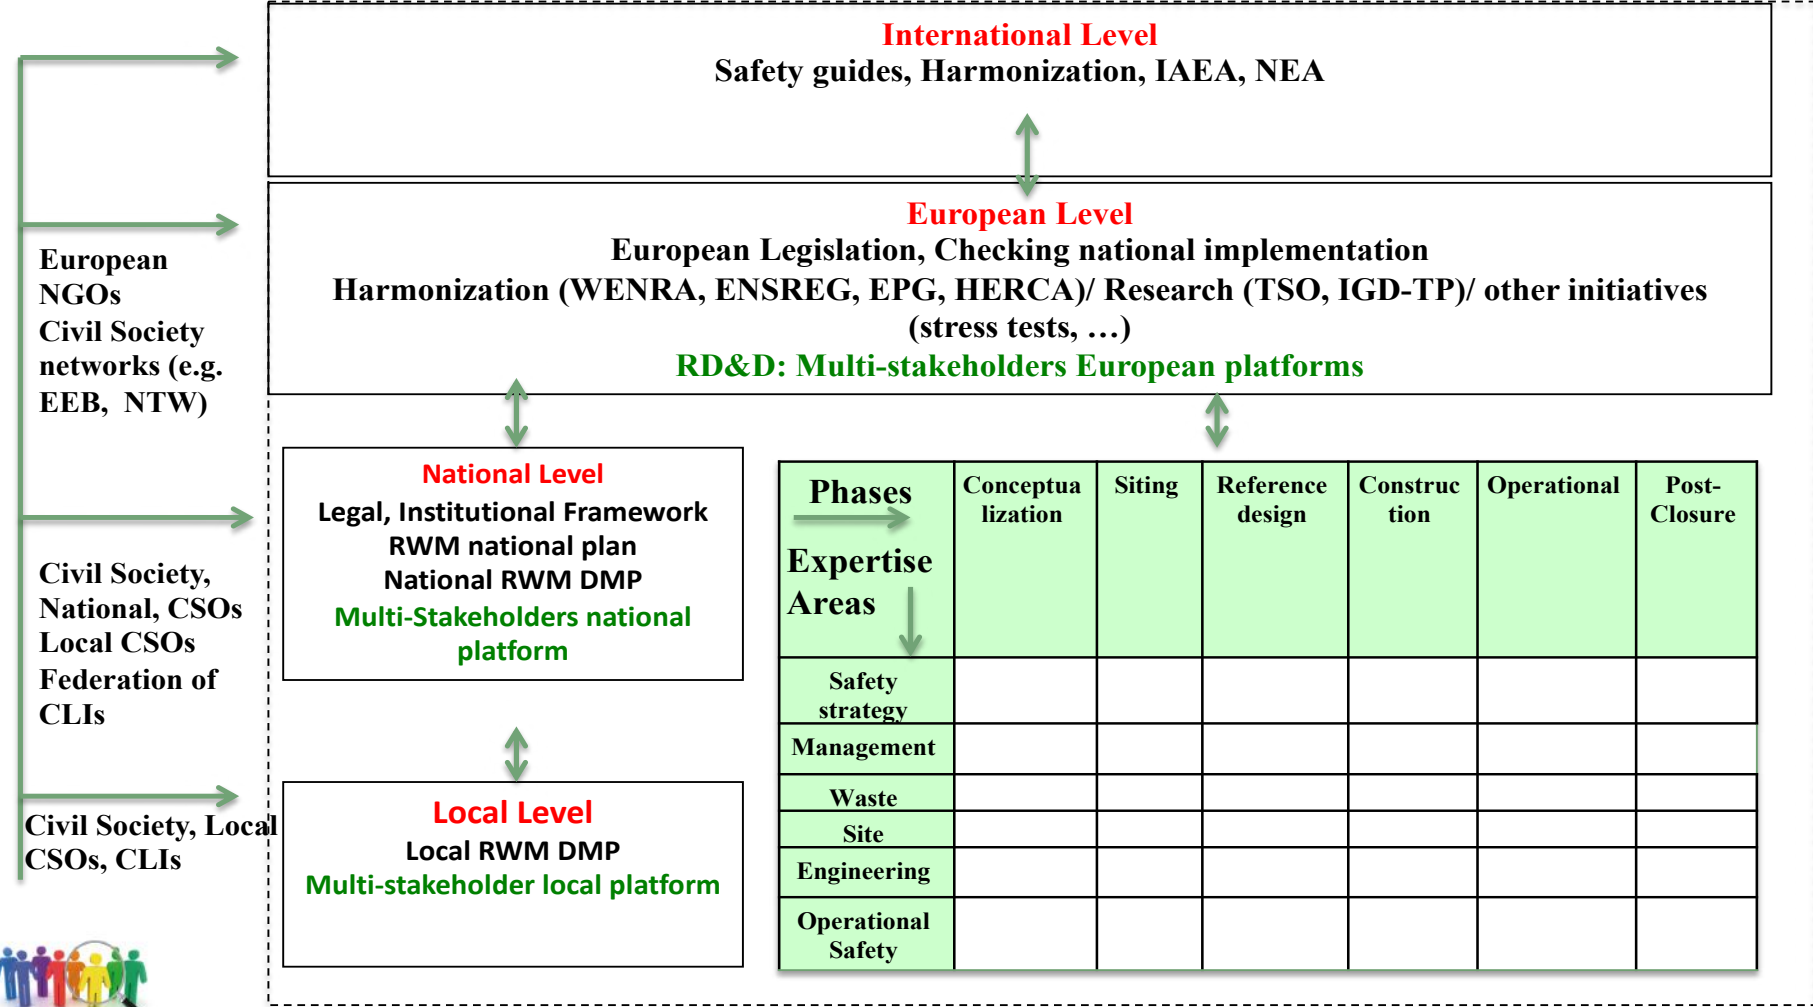 International Level
Safety guides, Harmonization, IAEA, NEA
European Level
European Legislation, Checking national implementation
Harmonization (WENRA, ENSREG, EPG, HERCA)/ Research (TSO, IGD-TP)/ other initiatives
(stress tests, …)
RD&D: Multi-stakeholders European platforms
European
NGOs
Civil Society
networks (e.g.
EEB, NTW)
Civil Society,
National, CSOs
Local CSOs
Federation of
CLIs
Civil Society, Local
CSOs, CLIs
National Level
Legal, Institutional Framework
RWM national plan
National RWM DMP
Multi-Stakeholders national
platform
Local Level
Local RWM DMP
Multi-stakeholder local platform
Phases
Expertise
Areas
Conceptua
lization
Siting
Reference
design
Construc
tion
Operational
Post-
Closure
Safety
strategy
Management
Waste
Site
Engineering
Operational
Safety